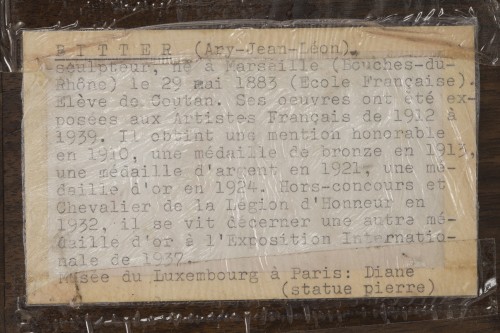 BITTER (Ary-Jean-Léon),
sculpteur, né à Marseille (Bouches-du-
Rhône) le 29 mai 1883 (Ecole Française).
Elève de Coutan. Ses oeuvres ont été ex-
posées aux Artistes Français de 1912 à
1939. Il obtint une mention honorable
en 1910, une médaille de bronze en 1913,
une médaille d'argent en 1921, une mé-
daille d'or en 1924. Hors-concours et
Chevalier de la Légion d'Honneur en
1932, il se vit décerner une autre mé-
daille d'or à l'Exposition Internatio-
nale de 1937.
Musée du Luxembourg à Paris: Diane
(statue pierre)